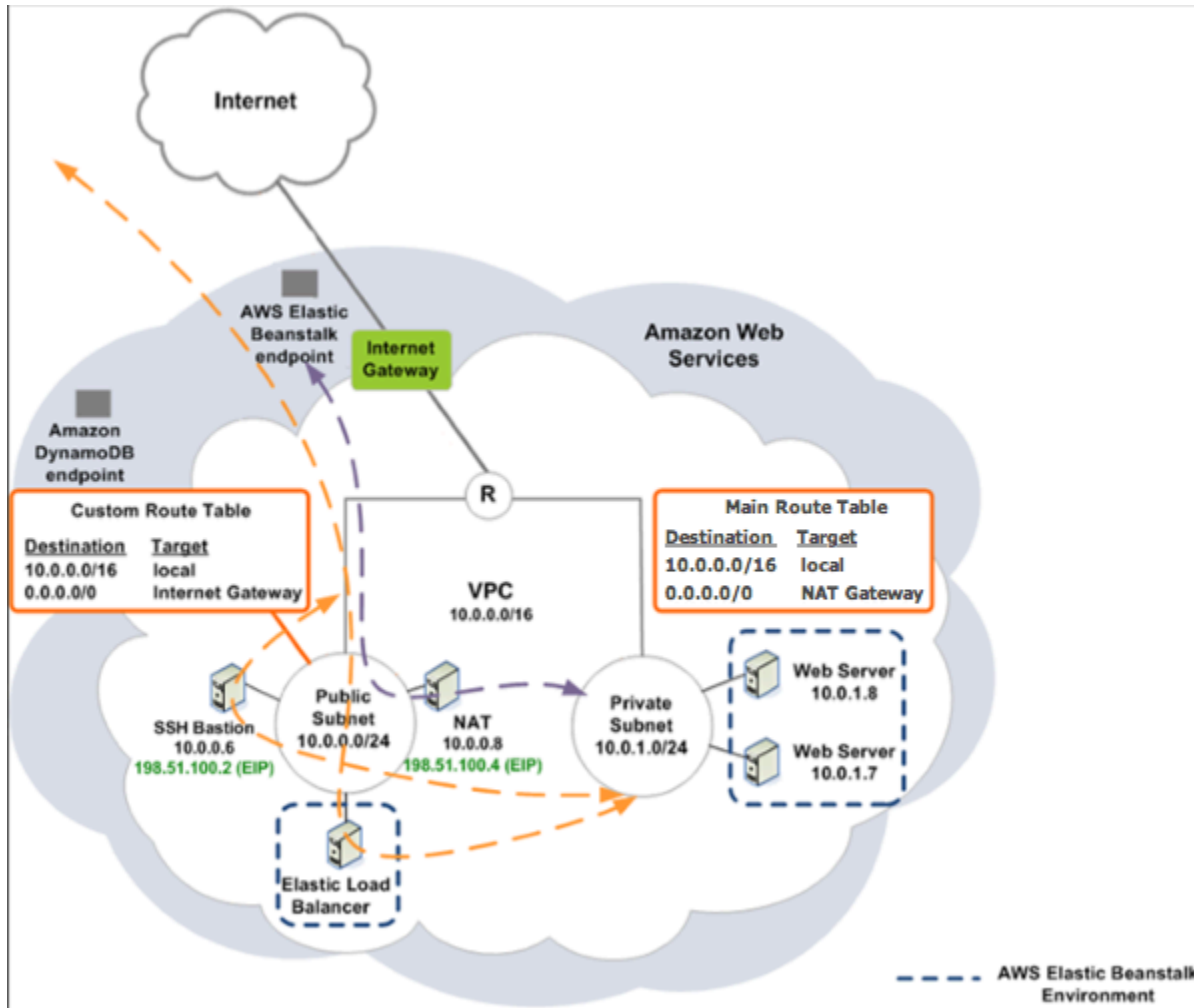 Internet
AWS Elastic
Beanstalk
endpoint
Internet
Gateway
Amazon Web
Services
Amazon
DynamoDB
endpoint
R
Custom Route Table
Destination Target
10.0.0.0/16 local
0.0.0.0/0 Internet Gateway
Main Route Table
Destination Target
10.0.0.0/16 local
0.0.0.0/0 NAT Gateway
VPC
10.0.0.0/16
SSH Bastion
10.0.0.6
198.51.100.2 (EIP)
Public
Subnet
10.0.0.0/24
NAT
10.0.0.8
198.51.100.4 (EIP)
Private
Subnet
10.0.1.0/24
Web Server
10.0.1.8
Web Server
10.0.1.7
Elastic Load
Balancer
AWS Elastic Beanstalk
Environment